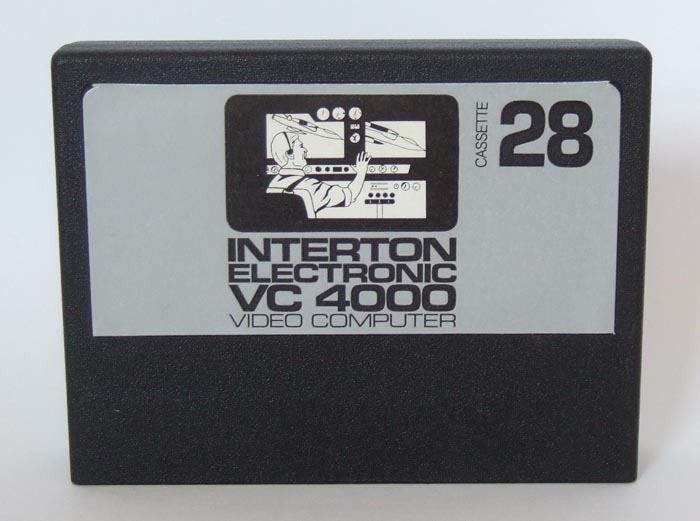 CASSETTE 28
INTERTON
ELECTRONIC
VC 4000
VIDEO COMPUTER